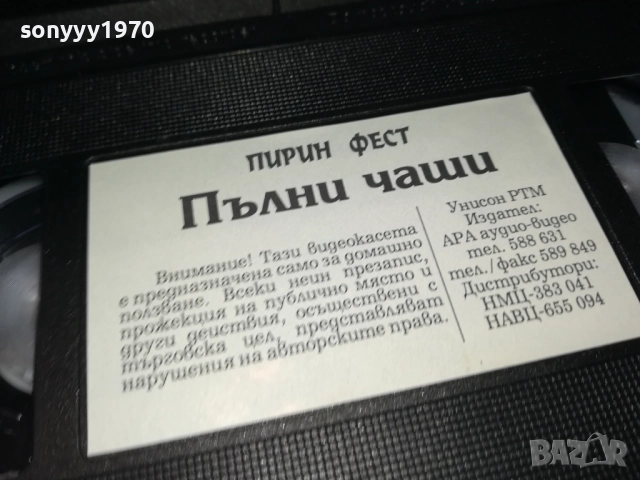 sonyyy1970
ПИРИН ФЕСТ
Пълни чаши
Внимание! Тази видеокасета
е предназначена само за домашно
ползване. Всеки неин презапис,
прожекция на публично място и
други действия, осъществени с
търговска цел, представляват
нарушения на авторските права.
Унисон РТМ
Издател:
АРА аудио-видео
тел. 588 631
тел./факс 589 849
Дистрибутори:
НМЦ-383 041
НАВЦ-655 094
BAZAR